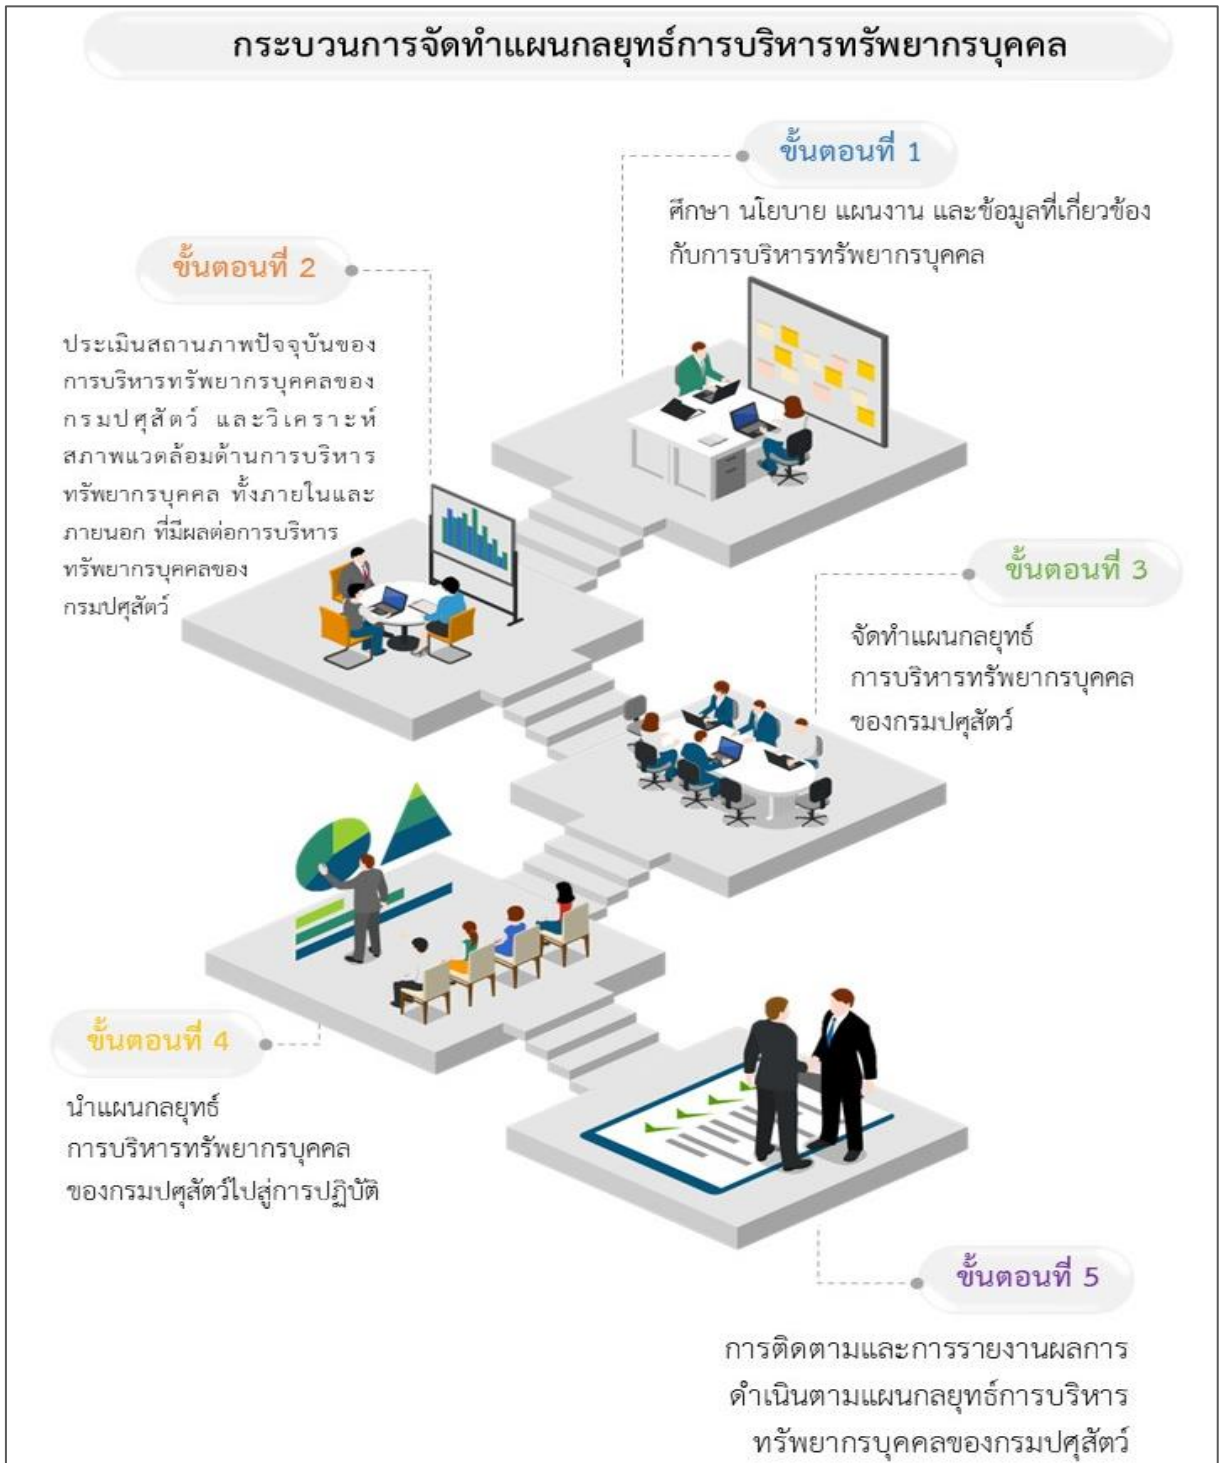 กระบวนการจัดทำแผนกลยุทธ์การบริหารทรัพยากรบุคคล
ขั้นตอนที่ 1
ศึกษา นโยบาย แผนงาน และข้อมูลที่เกี่ยวข้อง
กับการบริหารทรัพยากรบุคคล
ขั้นตอนที่ 2
ประเมินสถานภาพปัจจุบันของ
การบริหารทรัพยากรบุคคลของ
กรมปศุสัตว์ และวิเคราะห์
สภาพแวดล้อมด้านการบริหาร
ทรัพยากรบุคคล ทั้งภายในและ
ภายนอก ที่มีผลต่อการบริหาร
ทรัพยากรบุคคลของ
กรมปศุสัตว์
ขั้นตอนที่ 3
จัดทำแผนกลยุทธ์
การบริหารทรัพยากรบุคคล
ของกรมปศุสัตว์
ขั้นตอนที่ 4
นำแผนกลยุทธ์
การบริหารทรัพยากรบุคคล
ของกรมปศุสัตว์ไปสู่การปฏิบัติ
ขั้นตอนที่ 5
การติดตามและการรายงานผลการ
ดำเนินตามแผนกลยุทธ์การบริหาร
ทรัพยากรบุคคลของกรมปศุสัตว์